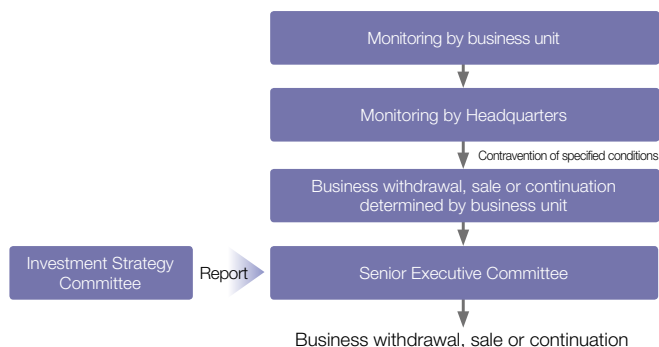 Monitoring by business unit
Monitoring by Headquarters
Contravention of specified conditions
Business withdrawal, sale or continuation
determined by business unit
Investment Strategy
Committee
Report
Senior Executive Committee
Business withdrawal, sale or continuation